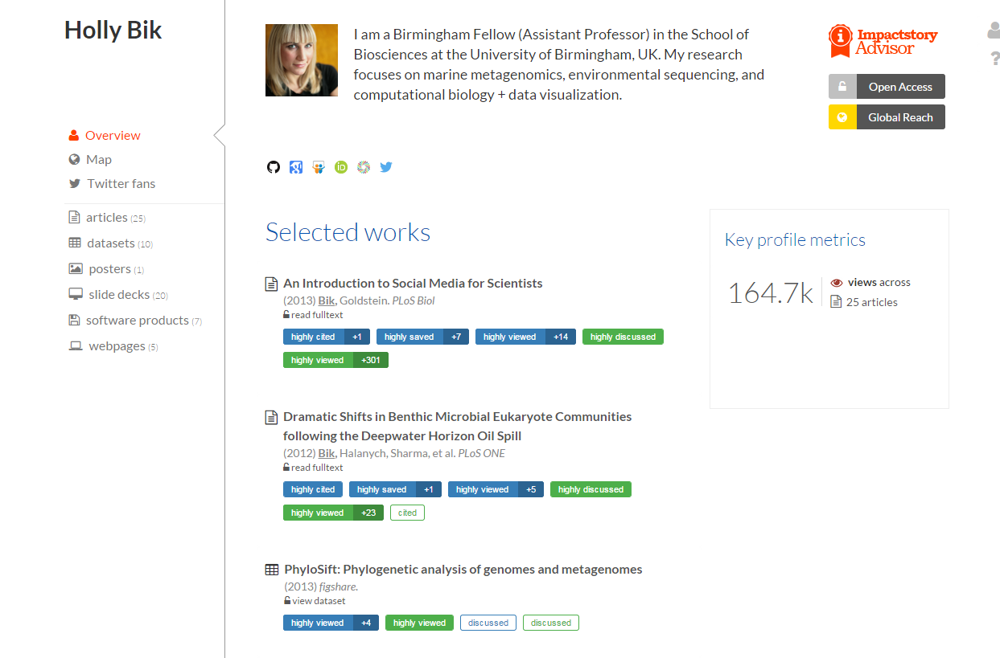 Holly Bik
I am a Birmingham Fellow (Assistant Professor) in the School of
Biosciences at the University of Birmingham, UK. My research
focuses on marine metagenomics, environmental sequencing, and
computational biology + data visualization.
Impactstory
Advisor
Open Access
Global Reach
?
Overview
Map
Twitter fans
articles (25)
datasets (10)
posters (1)
slide decks (20)
software products (7)
webpages (5)
iD
Selected works
An Introduction to Social Media for Scientists
(2013) Bik, Goldstein. PLoS Biol
read fulltext
highly cited +1 highly saved +7 highly viewed +14 highly discussed
highly viewed +301
Dramatic Shifts in Benthic Microbial Eukaryote Communities
following the Deepwater Horizon Oil Spill
(2012) Bik, Halanych, Sharma, et al. PLoS ONE
read fulltext
highly cited highly saved +1 highly viewed +5 highly discussed
highly viewed +23 cited
PhyloSift: Phylogenetic analysis of genomes and metagenomes
(2013) figshare.
view dataset
highly viewed +4 highly viewed discussed discussed
Key profile metrics
164.7k
views across
25 articles